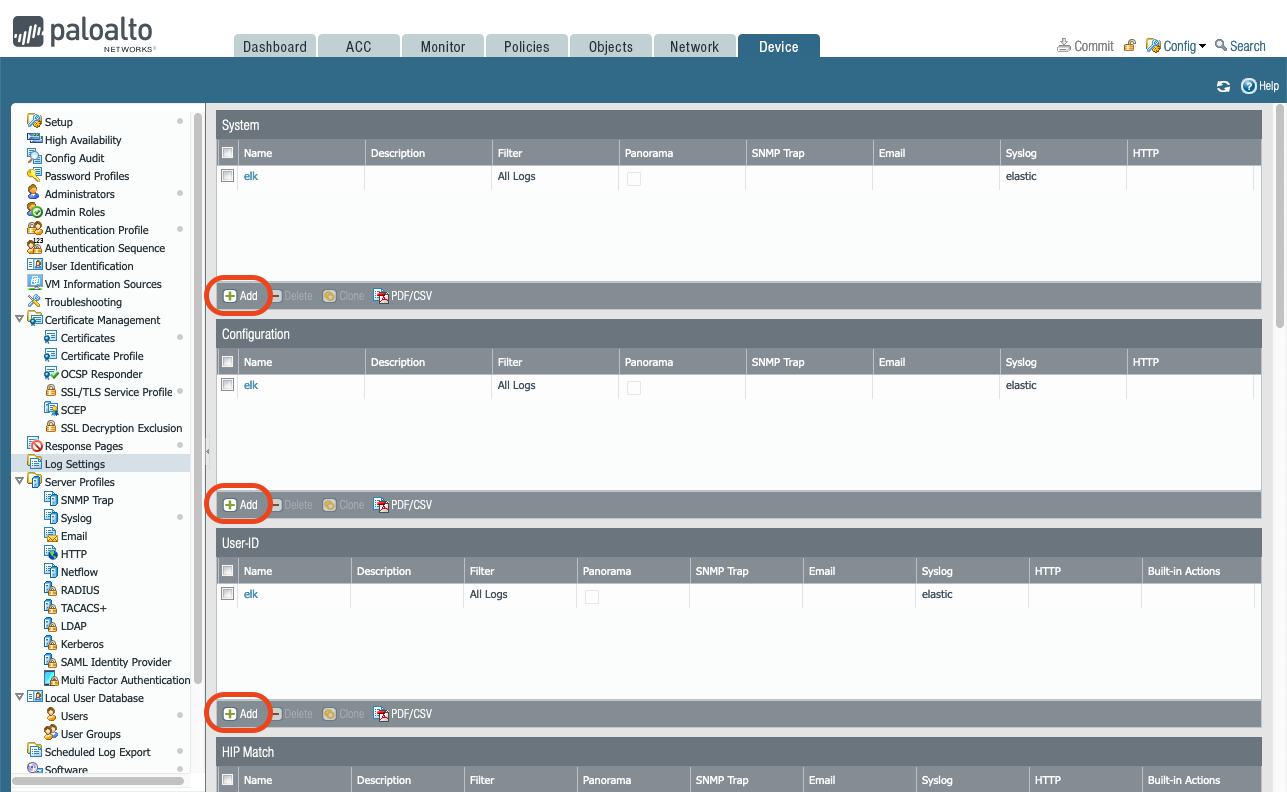 paloalto
NETWORKS®
Dashboard ACC Monitor Policies Objects Network Device
Commit Config Search
Help
Setup
High Availability
Config Audit
Password Profiles
Administrators
Admin Roles
Authentication Profile
Authentication Sequence
User Identification
VM Information Sources
Troubleshooting
Certificate Management
Certificates
Certificate Profile
OCSP Responder
SSL/TLS Service Profile
SCEP
SSL Decryption Exclusion
Response Pages
Log Settings
Server Profiles
SNMP Trap
Syslog
Email
HTTP
Netflow
RADIUS
TACACS+
LDAP
Kerberos
SAML Identity Provider
Multi Factor Authentication
Local User Database
Users
User Groups
Scheduled Log Export
Software
System
Name Description Filter Panorama SNMP Trap Email Syslog HTTP
elk All Logs elastic
Add Delete Clone PDF/CSV
Configuration
Name Description Filter Panorama SNMP Trap Email Syslog HTTP
elk All Logs elastic
Add Delete Clone PDF/CSV
User-ID
Name Description Filter Panorama SNMP Trap Email Syslog HTTP Built-in Actions
elk All Logs elastic
Add Delete Clone PDF/CSV
HIP Match
Name Description Filter Panorama SNMP Trap Email Syslog HTTP Built-in Actions